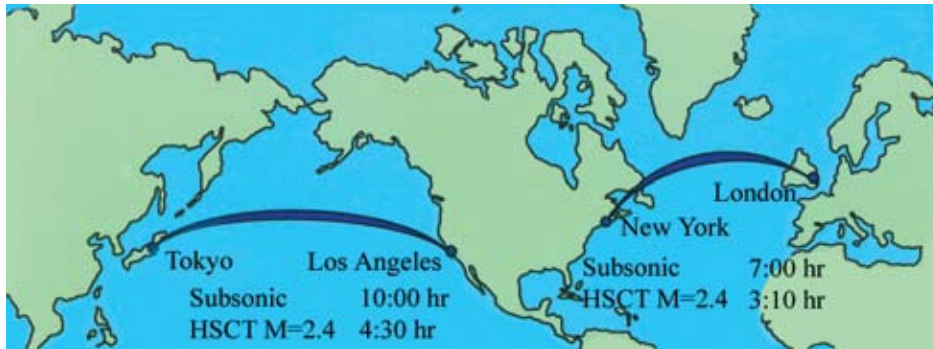 Tokyo
Los Angeles
Subsonic 10:00 hr
HSCT M=2.4 4:30 hr
London
New York
Subsonic 7:00 hr
HSCT M=2.4 3:10 hr